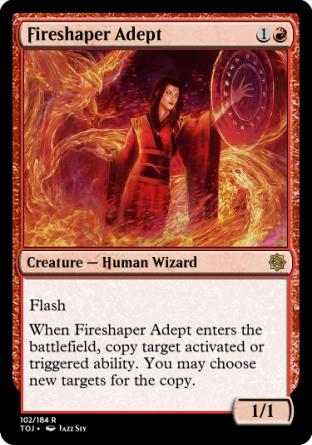 Fireshaper Adept 1
Creature — Human Wizard
Flash
When Fireshaper Adept enters the
battlefield, copy target activated or
triggered ability. You may choose
new targets for the copy.
1/1
102/184 R
TOJ • Jazz Siy